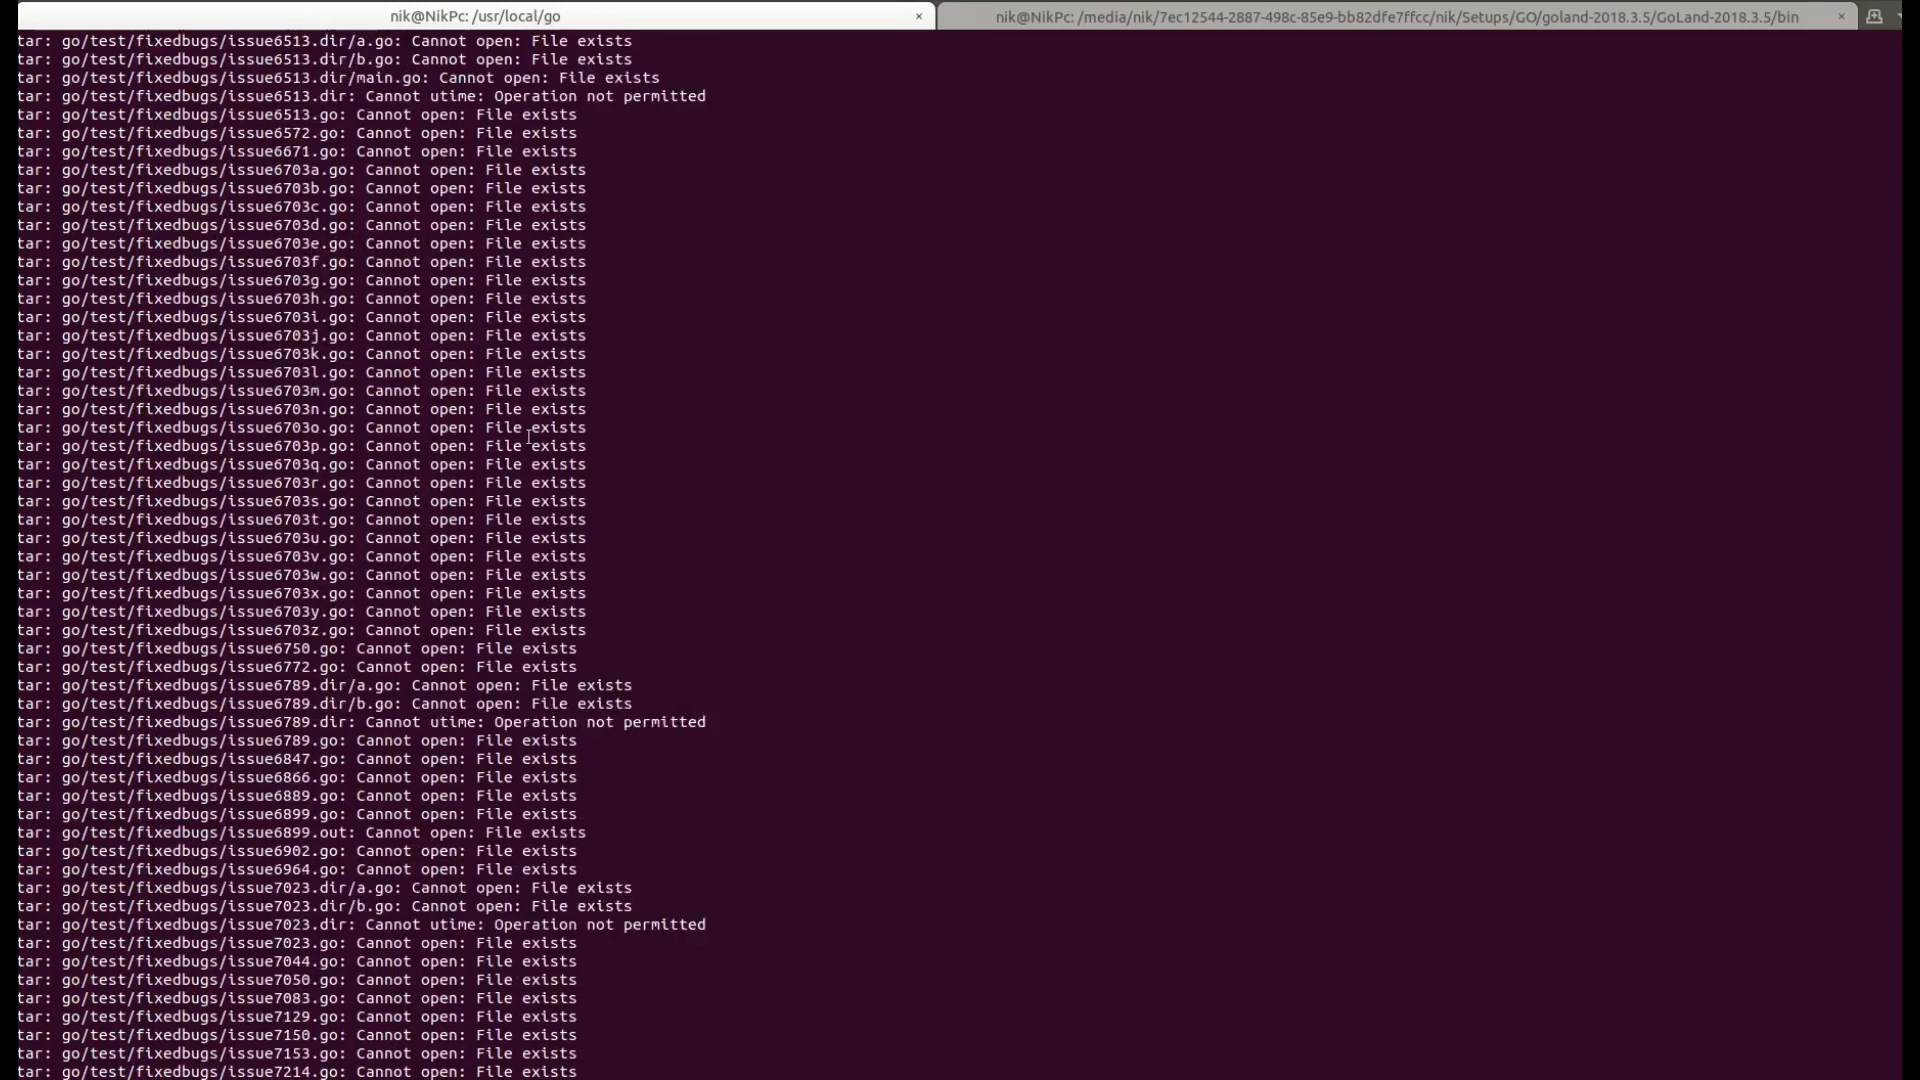 nik@NikPc: /usr/local/go
nik@NikPc: /media/nik/7ec12544-2887-498c-85e9-bb82dfe7ffcc/nik/Setups/GO/goland-2018.3.5/GoLand-2018.3.5/bin
tar: go/test/fixedbugs/issue6513.dir/a.go: Cannot open: File exists
tar: go/test/fixedbugs/issue6513.dir/b.go: Cannot open: File exists
tar: go/test/fixedbugs/issue6513.dir/main.go: Cannot open: File exists
tar: go/test/fixedbugs/issue6513.dir: Cannot utime: Operation not permitted
tar: go/test/fixedbugs/issue6513.go: Cannot open: File exists
tar: go/test/fixedbugs/issue6572.go: Cannot open: File exists
tar: go/test/fixedbugs/issue6671.go: Cannot open: File exists
tar: go/test/fixedbugs/issue6703a.go: Cannot open: File exists
tar: go/test/fixedbugs/issue6703b.go: Cannot open: File exists
tar: go/test/fixedbugs/issue6703c.go: Cannot open: File exists
tar: go/test/fixedbugs/issue6703d.go: Cannot open: File exists
tar: go/test/fixedbugs/issue6703e.go: Cannot open: File exists
tar: go/test/fixedbugs/issue6703f.go: Cannot open: File exists
tar: go/test/fixedbugs/issue6703g.go: Cannot open: File exists
tar: go/test/fixedbugs/issue6703h.go: Cannot open: File exists
tar: go/test/fixedbugs/issue6703i.go: Cannot open: File exists
tar: go/test/fixedbugs/issue6703j.go: Cannot open: File exists
tar: go/test/fixedbugs/issue6703k.go: Cannot open: File exists
tar: go/test/fixedbugs/issue6703l.go: Cannot open: File exists
tar: go/test/fixedbugs/issue6703m.go: Cannot open: File exists
tar: go/test/fixedbugs/issue6703n.go: Cannot open: File exists
tar: go/test/fixedbugs/issue6703o.go: Cannot open: File exists
tar: go/test/fixedbugs/issue6703p.go: Cannot open: File exists
tar: go/test/fixedbugs/issue6703q.go: Cannot open: File exists
tar: go/test/fixedbugs/issue6703r.go: Cannot open: File exists
tar: go/test/fixedbugs/issue6703s.go: Cannot open: File exists
tar: go/test/fixedbugs/issue6703t.go: Cannot open: File exists
tar: go/test/fixedbugs/issue6703u.go: Cannot open: File exists
tar: go/test/fixedbugs/issue6703v.go: Cannot open: File exists
tar: go/test/fixedbugs/issue6703w.go: Cannot open: File exists
tar: go/test/fixedbugs/issue6703x.go: Cannot open: File exists
tar: go/test/fixedbugs/issue6703y.go: Cannot open: File exists
tar: go/test/fixedbugs/issue6703z.go: Cannot open: File exists
tar: go/test/fixedbugs/issue6750.go: Cannot open: File exists
tar: go/test/fixedbugs/issue6772.go: Cannot open: File exists
tar: go/test/fixedbugs/issue6789.dir/a.go: Cannot open: File exists
tar: go/test/fixedbugs/issue6789.dir/b.go: Cannot open: File exists
tar: go/test/fixedbugs/issue6789.dir: Cannot utime: Operation not permitted
tar: go/test/fixedbugs/issue6789.go: Cannot open: File exists
tar: go/test/fixedbugs/issue6847.go: Cannot open: File exists
tar: go/test/fixedbugs/issue6866.go: Cannot open: File exists
tar: go/test/fixedbugs/issue6889.go: Cannot open: File exists
tar: go/test/fixedbugs/issue6899.go: Cannot open: File exists
tar: go/test/fixedbugs/issue6899.out: Cannot open: File exists
tar: go/test/fixedbugs/issue6902.go: Cannot open: File exists
tar: go/test/fixedbugs/issue6964.go: Cannot open: File exists
tar: go/test/fixedbugs/issue7023.dir/a.go: Cannot open: File exists
tar: go/test/fixedbugs/issue7023.dir/b.go: Cannot open: File exists
tar: go/test/fixedbugs/issue7023.dir: Cannot utime: Operation not permitted
tar: go/test/fixedbugs/issue7023.go: Cannot open: File exists
tar: go/test/fixedbugs/issue7044.go: Cannot open: File exists
tar: go/test/fixedbugs/issue7050.go: Cannot open: File exists
tar: go/test/fixedbugs/issue7083.go: Cannot open: File exists
tar: go/test/fixedbugs/issue7129.go: Cannot open: File exists
tar: go/test/fixedbugs/issue7150.go: Cannot open: File exists
tar: go/test/fixedbugs/issue7153.go: Cannot open: File exists
tar: go/test/fixedbugs/issue7214.go: Cannot open: File exists